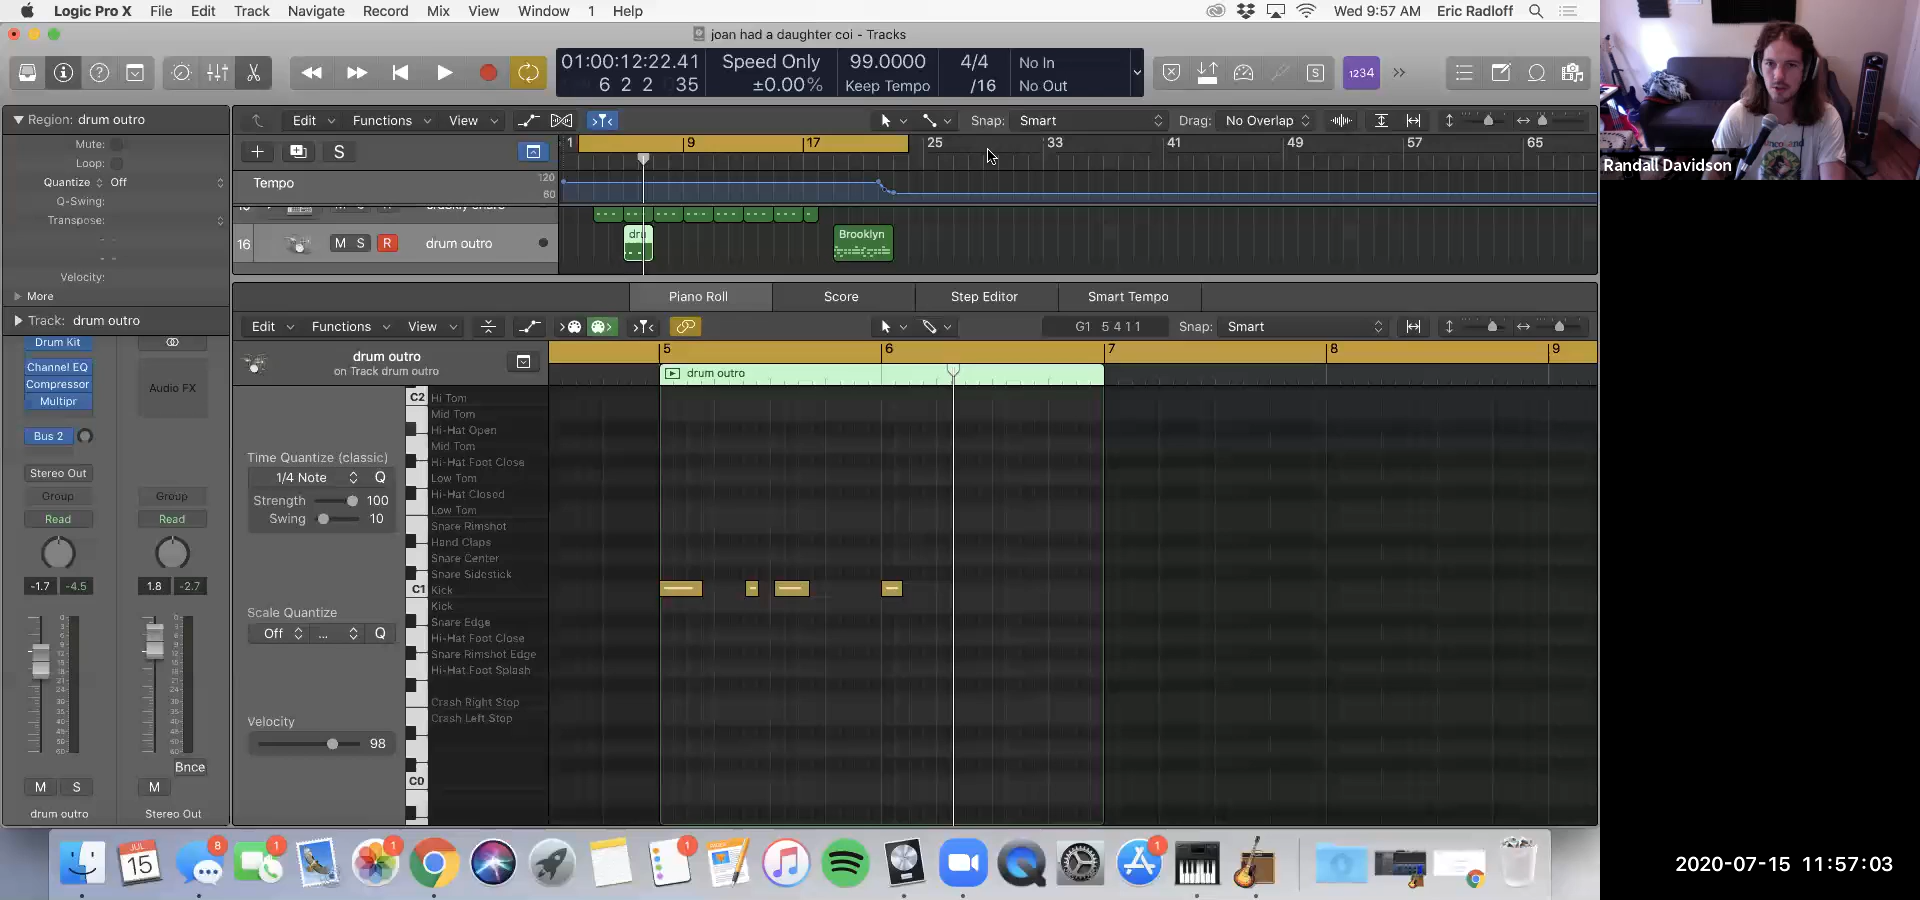 Logic Pro X File Edit Track Navigate Record Mix View Window 1 Help Wed 9:57 AM Eric Radloff
joan had a daughter coi - Tracks
01:00:12:22.41 Speed Only 99.0000 4/4 No In
6 2 2 035 ±0.00% Keep Tempo /16 No Out
S 1234
Region: drum outro
Edit Functions View Snap: Smart Drag: No Overlap
Mute:
Loop:
Quantize Off
Q-Swing:
Transpose:
Velocity:
More
Track: drum outro
S 1 9 17 25 33 41 49 57 65
Tempo 120
60
16 M S R drum outro dru Brooklyn
Piano Roll Score Step Editor Smart Tempo
Edit Functions View G1 5 4 1 1 Snap: Smart
drum outro 5 6 7 8 9
on Track drum outro
drum outro
C2 Hi Tom
Mid Tom
Hi-Hat Open
Mid Tom
Hi-Hat Foot Close
Low Tom
Hi-Hat Closed
Low Tom
Snare Rimshot
Hand Claps
Snare Center
Snare Sidestick
C1 Kick
Kick
Snare Edge
Hi-Hat Foot Close
Snare Rimshot Edge
Hi-Hat Foot Splash
Crash Right Stop
Crash Left Stop
C0
Time Quantize (classic)
1/4 Note Q
Strength 100
Swing 10
Scale Quantize
Off ... Q
Velocity
98
Drum Kit
Channel EQ
Compressor
Multipr
Audio FX
Bus 2
Stereo Out
Group Group
Read Read
-1.7 -4.5 1.8 -2.7
Bnce
M S M
drum outro Stereo Out
JUL
15
8 1 1 1 1
Randall Davidson
2020-07-15 11:57:03